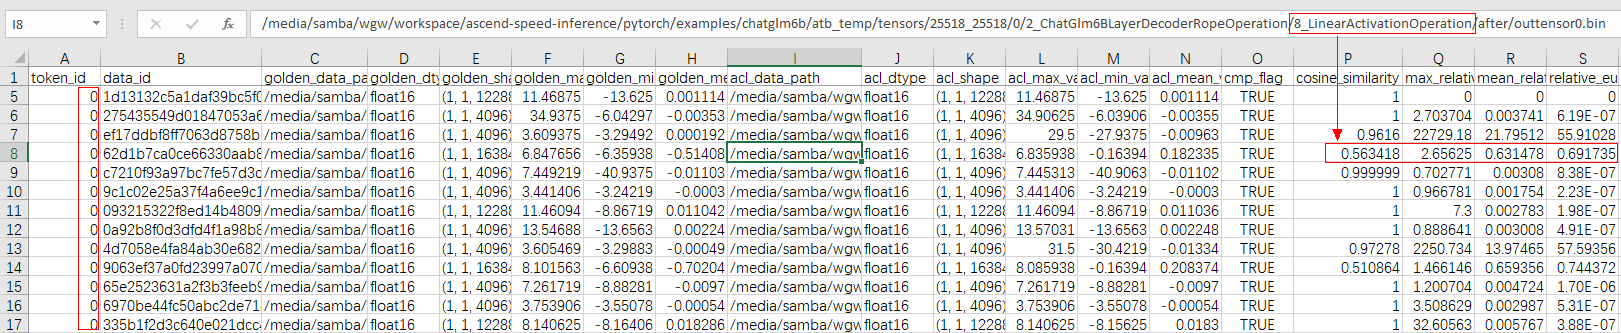 I8 /media/samba/wgw/workspace/ascend-speed-inference/pytorch/examples/chatglm6b/atb_temp/tensors/25518_25518/0/2_ChatGlm6BLayerDecoderRopeOperation/8_LinearActivationOperation/after/outtensor0.bin
A B C D E F G H I J K L M N O P Q R S
1 token_id data_id golden_data_pa golden_dty golden_sha golden_ma golden_mi golden_me acl_data_path acl_dtype acl_shape acl_max_va acl_min_va acl_mean_v cmp_flag cosine_similarity max_relative mean_relat relative_eu
5 0 1d13132c5a1daf39bc5f0 /media/samba/ float16 (1, 1, 12288 11.46875 -13.625 0.001114 /media/samba/wgw float16 (1, 1, 12288 11.46875 -13.625 0.001114 TRUE 1 0 0 0
6 0 275435549d01847053a6 /media/samba/ float16 (1, 1, 4096) 34.9375 -6.04297 -0.00353 /media/samba/wgw float16 (1, 1, 4096) 34.90625 -6.03906 -0.00355 TRUE 1 2.703704 0.003741 6.19E-07
7 0 ef17ddbf8ff7063d8758b /media/samba/ float16 (1, 1, 4096) 3.609375 -3.29492 0.000192 /media/samba/wgw float16 (1, 1, 4096) 29.5 -27.9375 -0.00963 TRUE 0.9616 22729.18 21.79512 55.91028
8 0 62d1b7ca0ce66330aab8 /media/samba/ float16 (1, 1, 16384 6.847656 -6.35938 -0.51408 /media/samba/wgw float16 (1, 1, 16384 6.835938 -0.16394 0.182335 TRUE 0.563418 2.65625 0.631478 0.691735
9 0 c7210f93a97bc7fe57d3c /media/samba/ float16 (1, 1, 4096) 7.449219 -40.9375 -0.01103 /media/samba/wgw float16 (1, 1, 4096) 7.445313 -40.9063 -0.01102 TRUE 0.999999 0.702771 0.00308 8.38E-07
10 0 9c1c02e25a37f4a6ee9c1 /media/samba/ float16 (1, 1, 4096) 3.441406 -3.24219 -0.0003 /media/samba/wgw float16 (1, 1, 4096) 3.441406 -3.24219 -0.0003 TRUE 1 0.966781 0.001754 2.23E-07
11 0 093215322f8ed14b4809 /media/samba/ float16 (1, 1, 12288 11.46094 -8.86719 0.011042 /media/samba/wgw float16 (1, 1, 12288 11.46094 -8.86719 0.011036 TRUE 1 7.3 0.002783 1.98E-07
12 0 0a92b8f0d3dfd4f1a98b8 /media/samba/ float16 (1, 1, 4096) 13.54688 -13.6563 0.00224 /media/samba/wgw float16 (1, 1, 4096) 13.57031 -13.6563 0.002248 TRUE 1 0.888641 0.003008 4.91E-07
13 0 4d7058e4fa84ab30e682 /media/samba/ float16 (1, 1, 4096) 3.605469 -3.29883 -0.00049 /media/samba/wgw float16 (1, 1, 4096) 31.5 -30.4219 -0.01334 TRUE 0.97278 2250.734 13.97465 57.59356
14 0 9063ef37a0fd23997a070 /media/samba/ float16 (1, 1, 16384 8.101563 -6.60938 -0.70204 /media/samba/wgw float16 (1, 1, 16384 8.085938 -0.16394 0.208374 TRUE 0.510864 1.466146 0.659356 0.744372
15 0 65e2523631a2f3b3feeb9 /media/samba/ float16 (1, 1, 4096) 7.261719 -8.88281 -0.0097 /media/samba/wgw float16 (1, 1, 4096) 7.261719 -8.88281 -0.0097 TRUE 1 1.200704 0.004724 1.70E-06
16 0 6970be44fc50abc2de71 /media/samba/ float16 (1, 1, 4096) 3.753906 -3.55078 -0.00054 /media/samba/wgw float16 (1, 1, 4096) 3.753906 -3.55078 -0.00054 TRUE 1 3.508629 0.002987 5.31E-07
17 0 335b1f2d3c640e021dcc4 /media/samba/ float16 (1, 1, 12288 8.140625 -8.16406 0.018286 /media/samba/wgw float16 (1, 1, 12288 8.140625 -8.15625 0.0183 TRUE 1 32.60563 0.005767 3.88E-07